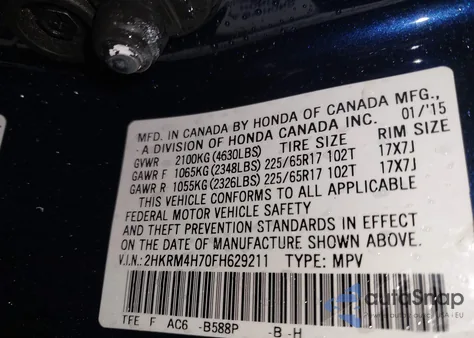 MFD. IN CANADA BY HONDA OF CANADA MFG.,
- A DIVISION OF HONDA CANADA INC. 01/'15
TIRE SIZE RIM SIZE
GVWR 2100KG(4630LBS)
GAWR F 1065KG(2348LBS) 225/65R17 102T 17X7J
GAWR R 1055KG(2326LBS) 225/65R17 102T 17X7J
THIS VEHICLE CONFORMS TO ALL APPLICABLE
FEDERAL MOTOR VEHICLE SAFETY
AND THEFT PREVENTION STANDARDS IN EFFECT
ON THE DATE OF MANUFACTURE SHOWN ABOVE.
V.I.N.: 2HKRM4H70FH629211 TYPE: MPV
TFE F AC6 -B588P -B -H
autoSnap